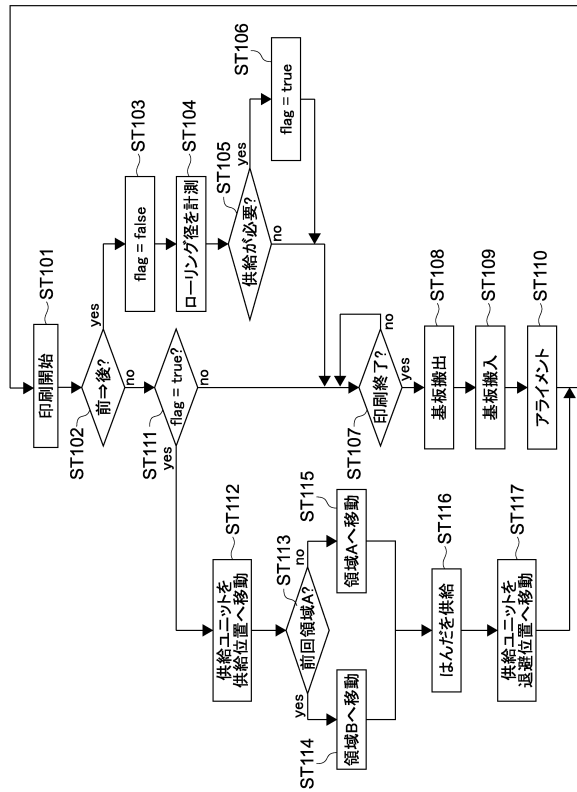 ST101
印刷開始
ST102
前⇒後?
yes
no
ST103
flag = false
ST104
ローリング径を計測
ST105
供給が必要?
yes
no
ST106
flag = true
ST111
flag = true?
yes
no
ST107
印刷終了?
no
yes
ST108
基板搬出
ST109
基板搬入
ST110
アライメント
ST112
供給ユニットを
供給位置へ移動
ST113
前回領域A?
yes
no
ST114
領域Bへ移動
ST115
領域Aへ移動
ST116
はんだを供給
ST117
供給ユニットを
退避位置へ移動